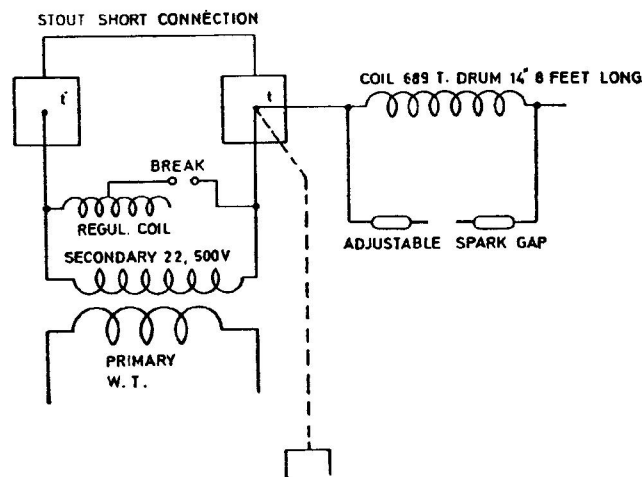 STOUT SHORT CONNECTION
COIL 689 T. DRUM 14" 8 FEET LONG
t'
t
BREAK
REGUL. COIL
ADJUSTABLE SPARK GAP
SECONDARY 22, 500V
PRIMARY
W. T.